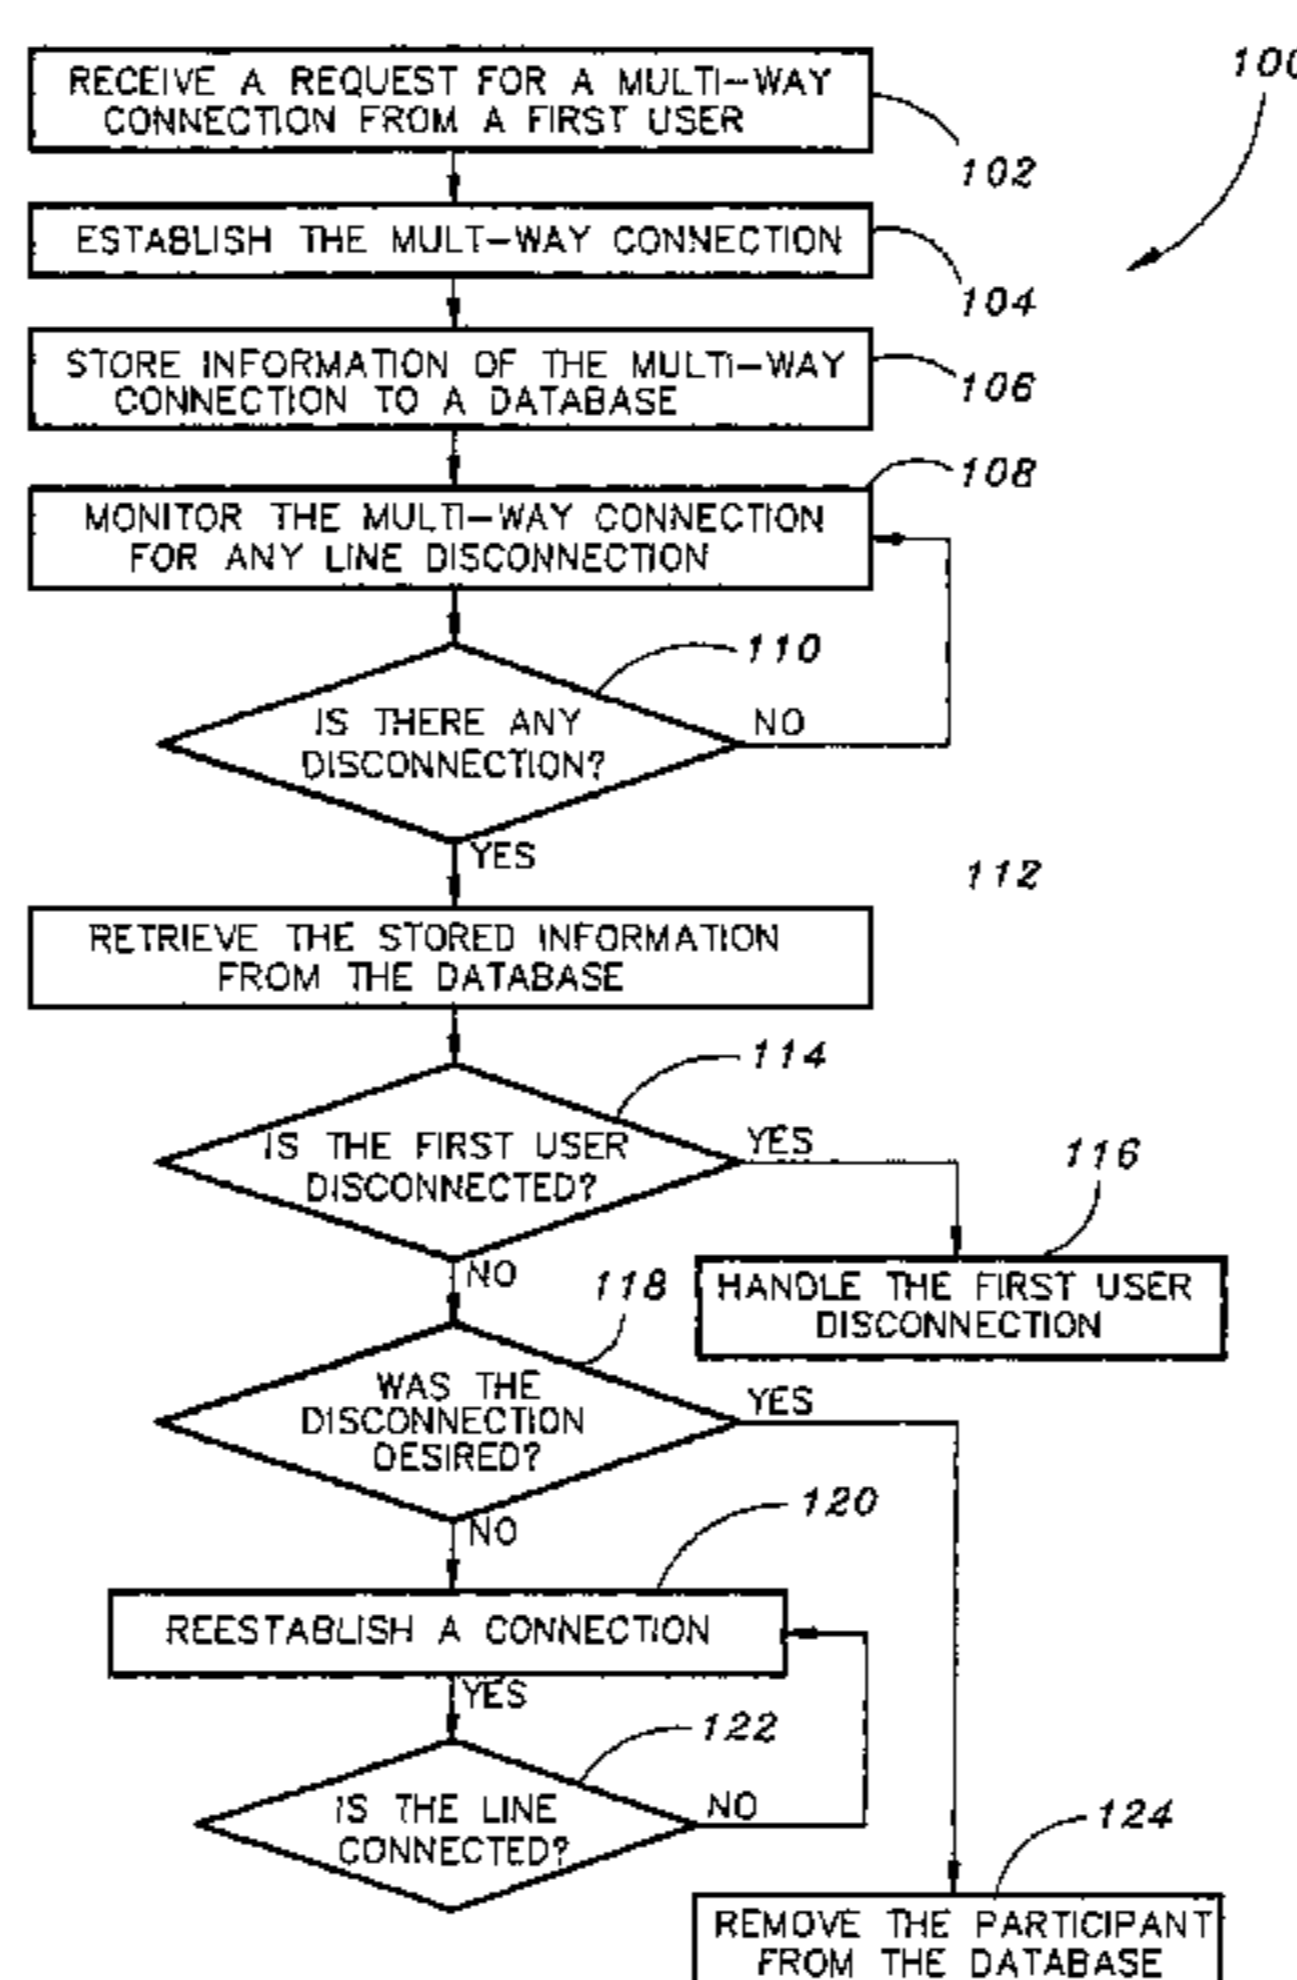 100
RECEIVE A REQUEST FOR A MULTI-WAY
CONNECTION FROM A FIRST USER
102
ESTABLISH THE MULT-WAY CONNECTION
104
STORE INFORMATION OF THE MULTI-WAY
CONNECTION TO A DATABASE
106
108
MONITOR THE MULTI-WAY CONNECTION
FOR ANY LINE DISCONNECTION
110
IS THERE ANY
DISCONNECTION?
NO
YES
112
RETRIEVE THE STORED INFORMATION
FROM THE DATABASE
114
IS THE FIRST USER
DISCONNECTED?
YES
116
NO
HANDLE THE FIRST USER
DISCONNECTION
118
WAS THE
DISCONNECTION
DESIRED?
YES
NO
120
REESTABLISH A CONNECTION
YES
122
IS THE LINE
CONNECTED?
NO
124
REMOVE THE PARTICIPANT
FROM THE DATABASE